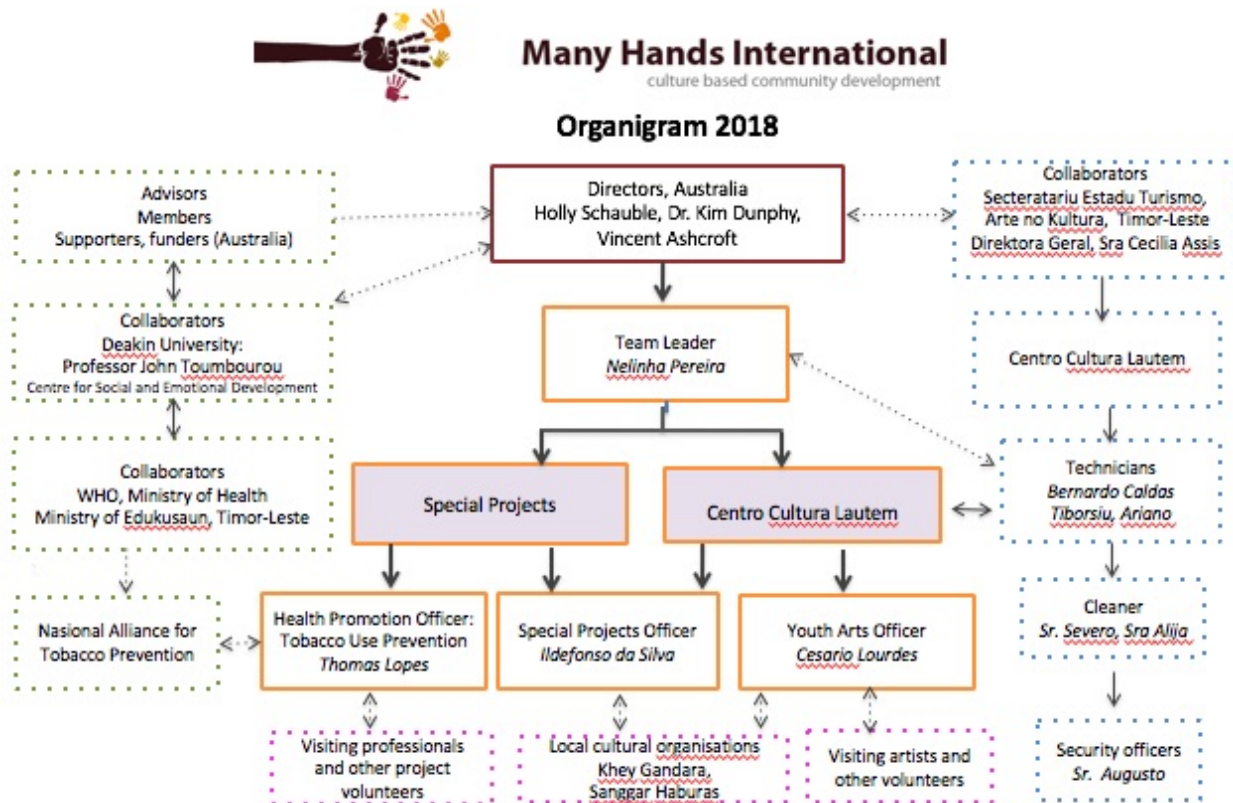 Many Hands International
culture based community development
Organigram 2018
Advisors
Members
Supporters, funders (Australia)
Directors, Australia
Holly Schauble, Dr. Kim Dunphy,
Vincent Ashcroft
Collaborators
Secteratariu Estadu Turismo,
Arte no Kultura, Timor-Leste
Direktora Geral, Sra Cecilia Assis
Collaborators
Deakin University:
Professor John Toumbourou
Centre for Social and Emotional Development
Team Leader
Nelinha Pereira
Centro Cultura Lautem
Collaborators
WHO, Ministry of Health
Ministry of Edukusaun, Timor-Leste
Special Projects
Centro Cultura Lautem
Technicians
Bernardo Caldas
Tiborsiu, Ariano
Nasional Alliance for
Tobacco Prevention
Health Promotion Officer:
Tobacco Use Prevention
Thomas Lopes
Special Projects Officer
Ildefonso da Silva
Youth Arts Officer
Cesario Lourdes
Cleaner
Sr. Severo, Sra Alija
Visiting professionals
and other project
volunteers
Local cultural organisations
Khey Gandara,
Sanggar Haburas
Visiting artists and
other volunteers
Security officers
Sr. Augusto